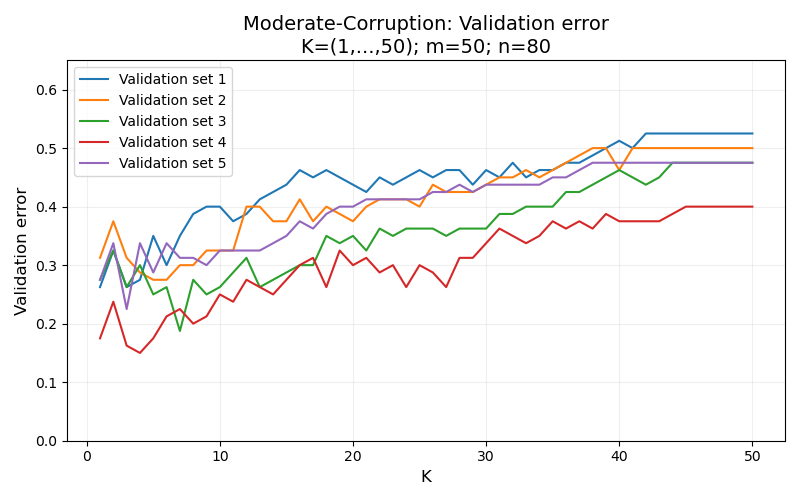 Moderate-Corruption: Validation error
K=(1,...,50); m=50; n=80
Validation set 1
Validation set 2
Validation set 3
Validation set 4
Validation set 5
Validation error
0.6
0.5
0.4
0.3
0.2
0.1
0.0
0 10 20 30 40 50
K